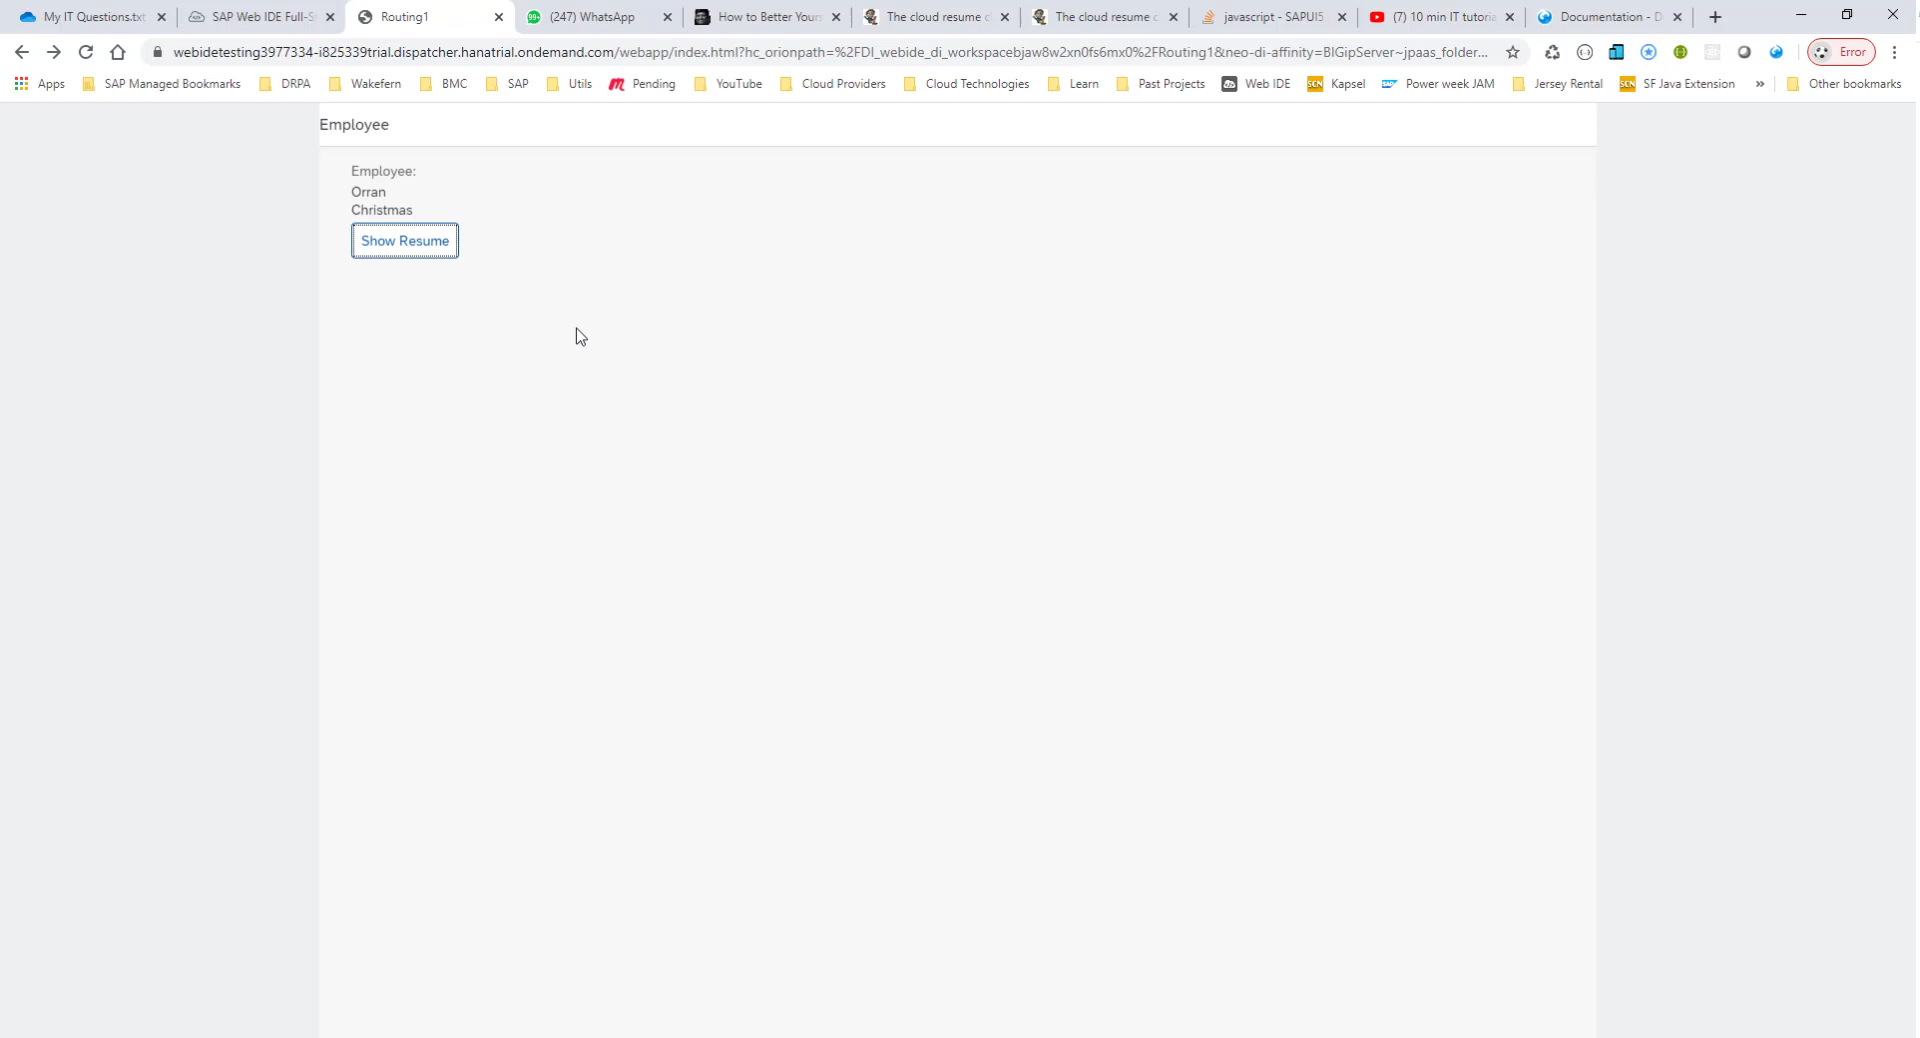 My IT Questions.txt
SAP Web IDE Full-S
Routing1
99+
(247) WhatsApp
How to Better Yours
The cloud resume c
The cloud resume c
javascript - SAPUI5
(7) 10 min IT tutoria
Documentation - D
webidetesting3977334-i825339trial.dispatcher.hanatrial.ondemand.com/webapp/index.html?hc_orionpath=%2FDI_webide_di_workspacebjaw8w2xn0fs6mx0%2FRouting1&neo-di-affinity=BIGipServer~jpaas_folder...
Error
Apps
SAP Managed Bookmarks
DRPA
Wakefern
BMC
SAP
Utils
Pending
YouTube
Cloud Providers
Cloud Technologies
Learn
Past Projects
Web IDE
SCN
Kapsel
Power week JAM
Jersey Rental
SCN
SF Java Extension
»
Other bookmarks
Employee
Employee:
Orran
Christmas
Show Resume